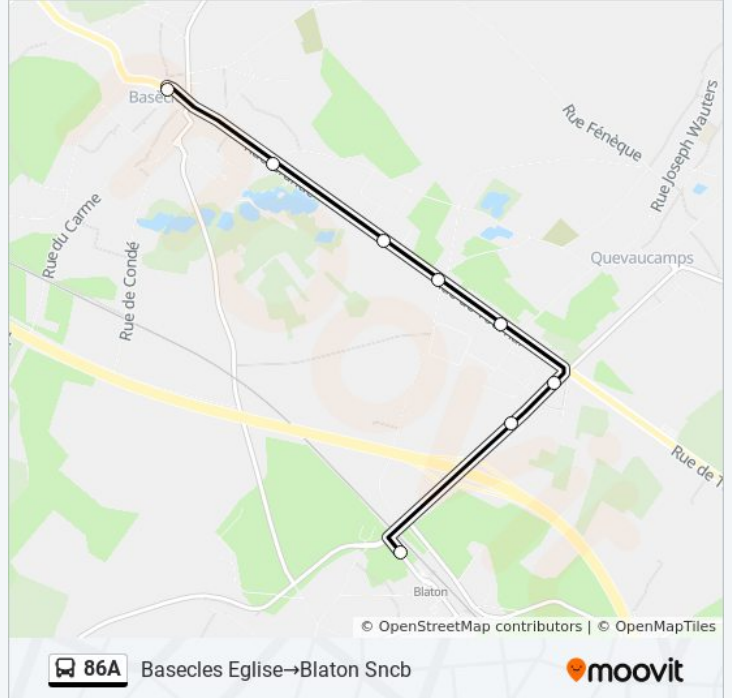 Rue Fénèque
Rue Joseph Wauters
Rue du Carme
Rue de Condé
Quevaucamps
Rue de T
Blaton
© OpenStreetMap contributors | © OpenMapTiles
86A Basecles Eglise→Blaton Sncb
moovit